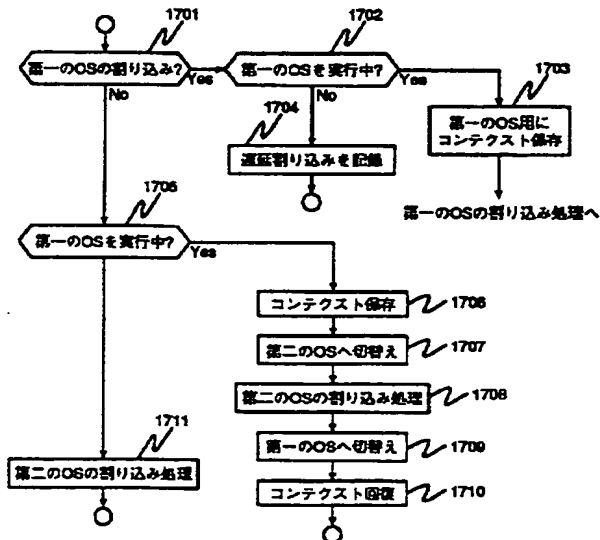 1701
1702
第一のOSの割り込み?
Yes
第一のOSを実行中?
Yes
1703
No
No
1704
第一のOS用に
コンテクスト保存
遅延割り込みを記録
第一のOSの割り込み処理へ
1705
第一のOSを実行中?
Yes
コンテクスト保存
1706
第二のOSへ切替え
1707
第二のOSの割り込み処理
1708
1711
第一のOSへ切替え
1709
第二のOSの割り込み処理
コンテクスト回復
1710